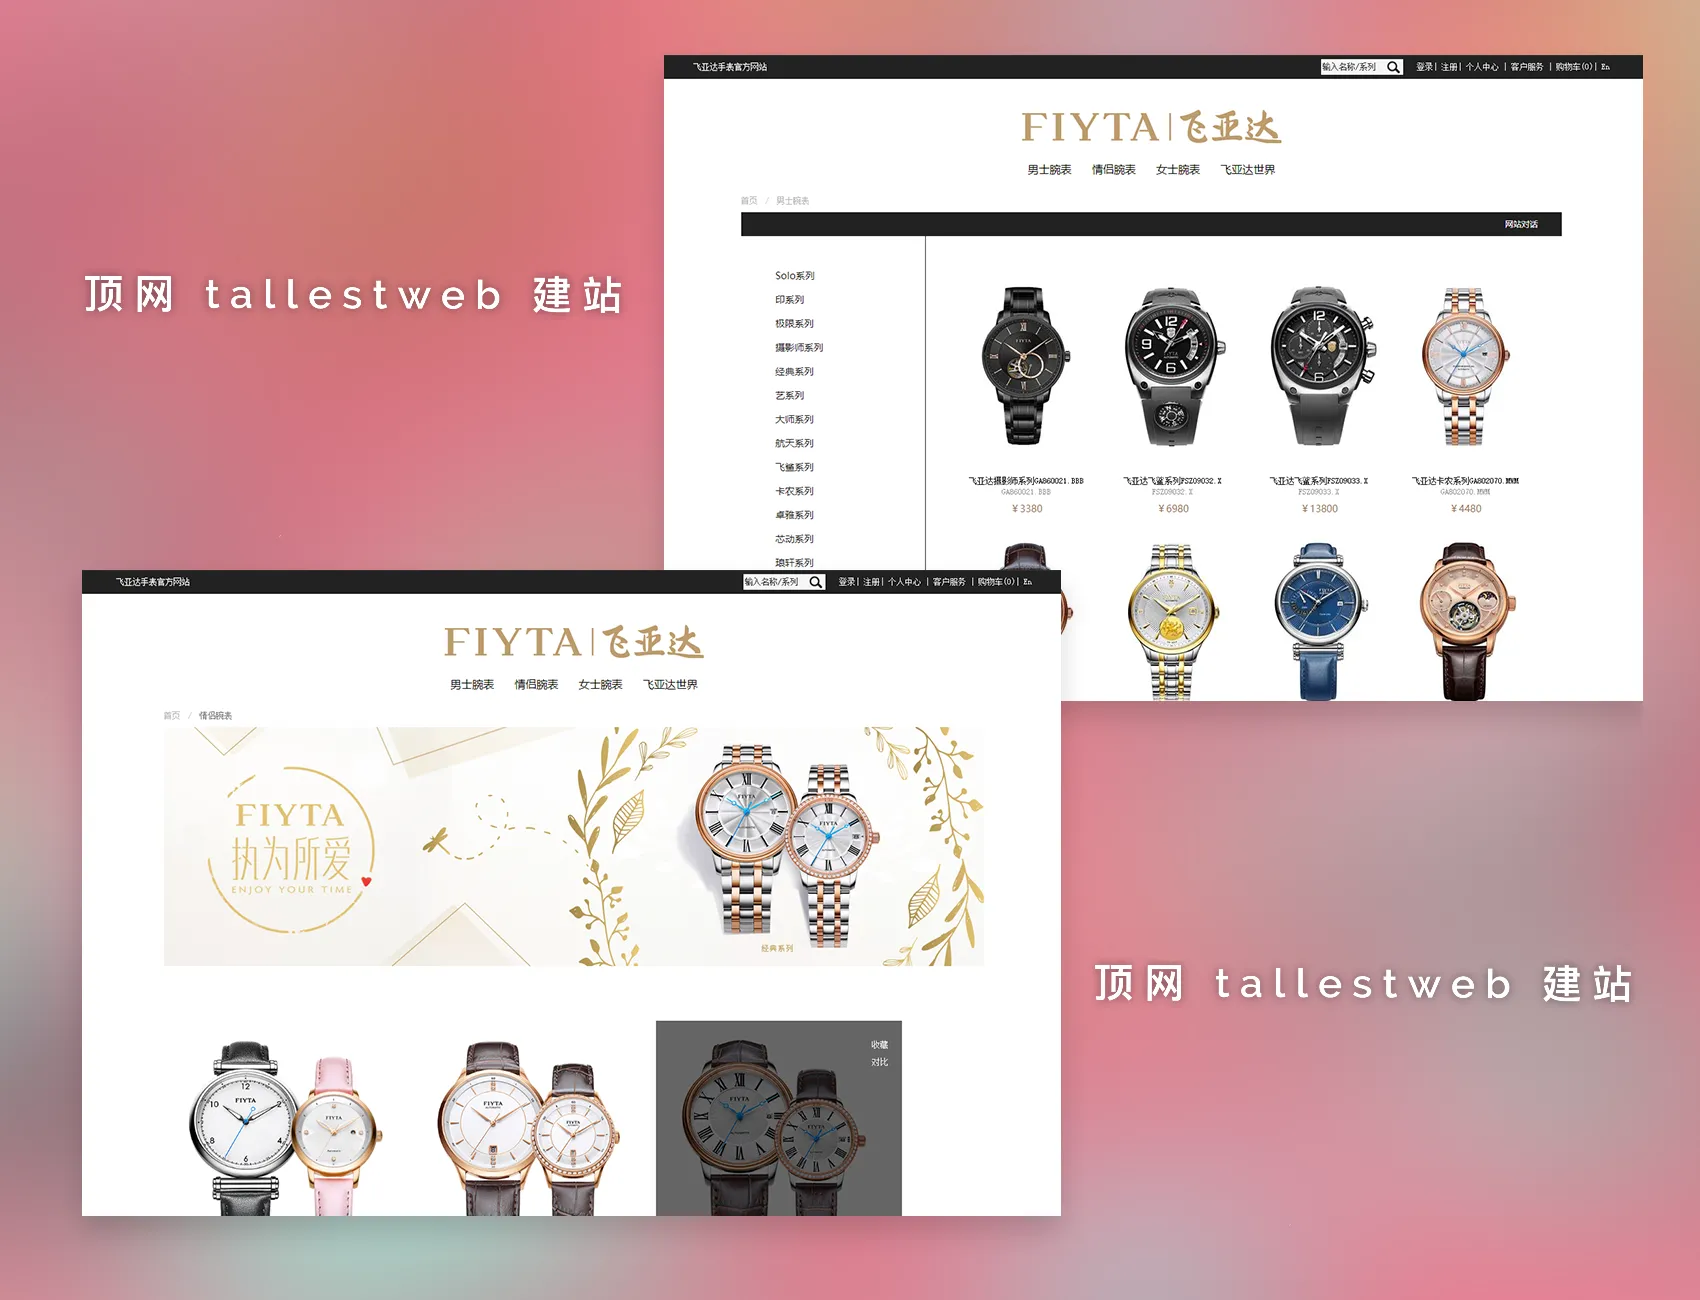 飞亚达手表官方网站
输入名称/系列
登录| 注册| 个人中心 | 客户服务 | 购物车(0)| En
FIYTA|飞亚达
男士腕表 情侣腕表 女士腕表 飞亚达世界
首页 / 男士腕表
网站对话
Solo系列
印系列
极限系列
摄影师系列
经典系列
艺系列
大师系列
航天系列
飞鲨系列
卡农系列
卓雅系列
芯动系列
琅轩系列
飞亚达摄影师系列GA860021.BBB
GA860021.BBB
¥3380
飞亚达飞鲨系列FSZ09032.X
FSZ09032.X
¥6980
飞亚达飞鲨系列FSZ09033.X
FSZ09033.X
¥13800
飞亚达卡农系列GA802070.MWM
GA802070.MWM
¥4480
顶网 tallestweb 建站
飞亚达手表官方网站
输入名称/系列
登录| 注册| 个人中心 | 客户服务 | 购物车(0)| En
FIYTA|飞亚达
男士腕表 情侣腕表 女士腕表 飞亚达世界
首页 / 情侣腕表
FIYTA
执为所爱
ENJOY YOUR TIME
FIYTA
FIYTA
经典系列
收藏
对比
FIYTA
FIYTA
FIYTA
FIYTA
FIYTA
FIYTA
顶网 tallestweb 建站